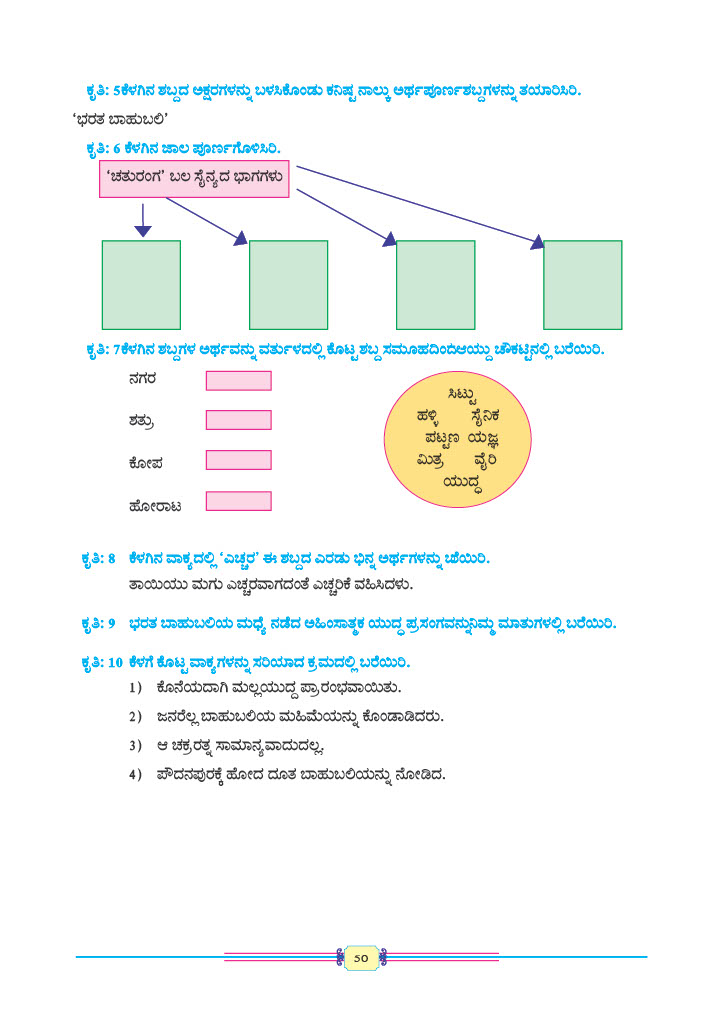 ಕೃತಿ: 5ಕೆಳಗಿನ ಶಬ್ದದ ಅಕ್ಷರಗಳನ್ನು ಬಳಸಿಕೊಂಡು ಕನಿಷ್ಟ ನಾಲ್ಕು ಅರ್ಥಪೂರ್ಣಶಬ್ದಗಳನ್ನು ತಯಾರಿಸಿರಿ.
‘ಭರತ ಬಾಹುಬಲಿ’
ಕೃತಿ: 6 ಕೆಳಗಿನ ಜಾಲ ಪೂರ್ಣಗೊಳಿಸಿರಿ.
‘ಚತುರಂಗ’ ಬಲ ಸೈನ್ಯದ ಭಾಗಗಳು
ಕೃತಿ: 7ಕೆಳಗಿನ ಶಬ್ದಗಳ ಅರ್ಥವನ್ನು ವರ್ತುಳದಲ್ಲಿ ಕೊಟ್ಟ ಶಬ್ದ ಸಮೂಹದಿಂದಆಯ್ದು ಚೌಕಟ್ಟಿನಲ್ಲಿ ಬರೆಯಿರಿ.
ನಗರ
ಶತ್ರು
ಕೋಪ
ಹೋರಾಟ
ಸಿಟ್ಟು
ಹಳ್ಳಿ ಸೈನಿಕ
ಪಟ್ಟಣ ಯಜ್ಞ
ಮಿತ್ರ ವೈರಿ
ಯುದ್ಧ
ಕೃತಿ: 8 ಕೆಳಗಿನ ವಾಕ್ಯದಲ್ಲಿ ‘ಎಚ್ಚರ’ ಈ ಶಬ್ದದ ಎರಡು ಭಿನ್ನ ಅರ್ಥಗಳನ್ನು ಬರೆಯಿರಿ.
ತಾಯಿಯು ಮಗು ಎಚ್ಚರವಾಗದಂತೆ ಎಚ್ಚರಿಕೆ ವಹಿಸಿದಳು.
ಕೃತಿ: 9 ಭರತ ಬಾಹುಬಲಿಯ ಮಧ್ಯೆ ನಡೆದ ಅಹಿಂಸಾತ್ಮಕ ಯುದ್ಧ ಪ್ರಸಂಗವನ್ನುನಿಮ್ಮ ಮಾತುಗಳಲ್ಲಿ ಬರೆಯಿರಿ.
ಕೃತಿ: 10 ಕೆಳಗೆ ಕೊಟ್ಟ ವಾಕ್ಯಗಳನ್ನು ಸರಿಯಾದ ಕ್ರಮದಲ್ಲಿ ಬರೆಯಿರಿ.
1) ಕೊನೆಯದಾಗಿ ಮಲ್ಲಯುದ್ದ ಪ್ರಾರಂಭವಾಯಿತು.
2) ಜನರೆಲ್ಲ ಬಾಹುಬಲಿಯ ಮಹಿಮೆಯನ್ನು ಕೊಂಡಾಡಿದರು.
3) ಆ ಚಕ್ರರತ್ನ ಸಾಮಾನ್ಯವಾದುದಲ್ಲ.
4) ಪೌದನಪುರಕ್ಕೆ ಹೋದ ದೂತ ಬಾಹುಬಲಿಯನ್ನು ನೋಡಿದ.
50